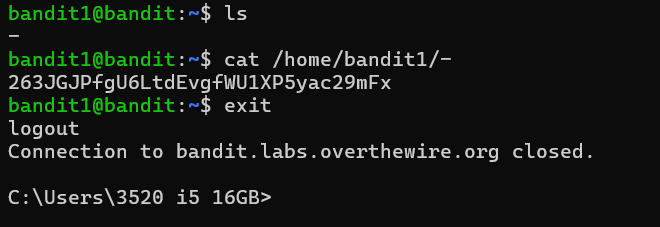 bandit1@bandit:~$ ls
-
bandit1@bandit:~$ cat /home/bandit1/-
263JGJPfgU6LtdEvgfWU1XP5yac29mFx
bandit1@bandit:~$ exit
logout
Connection to bandit.labs.overthewire.org closed.
C:\Users\3520 i5 16GB>